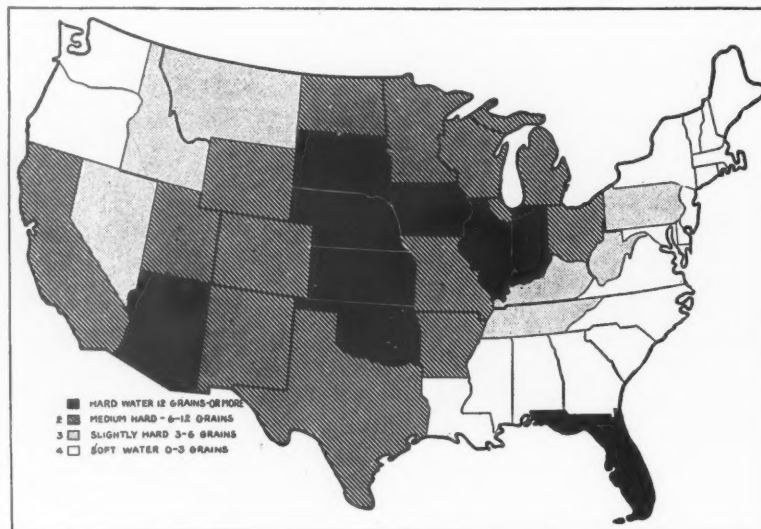 HARD WATER 12 GRAINS-OR MORE
2 MEDIUM HARD - 6-12 GRAINS
3 SLIGHTLY HARD 3-6 GRAINS
4 SOFT WATER 0-3 GRAINS